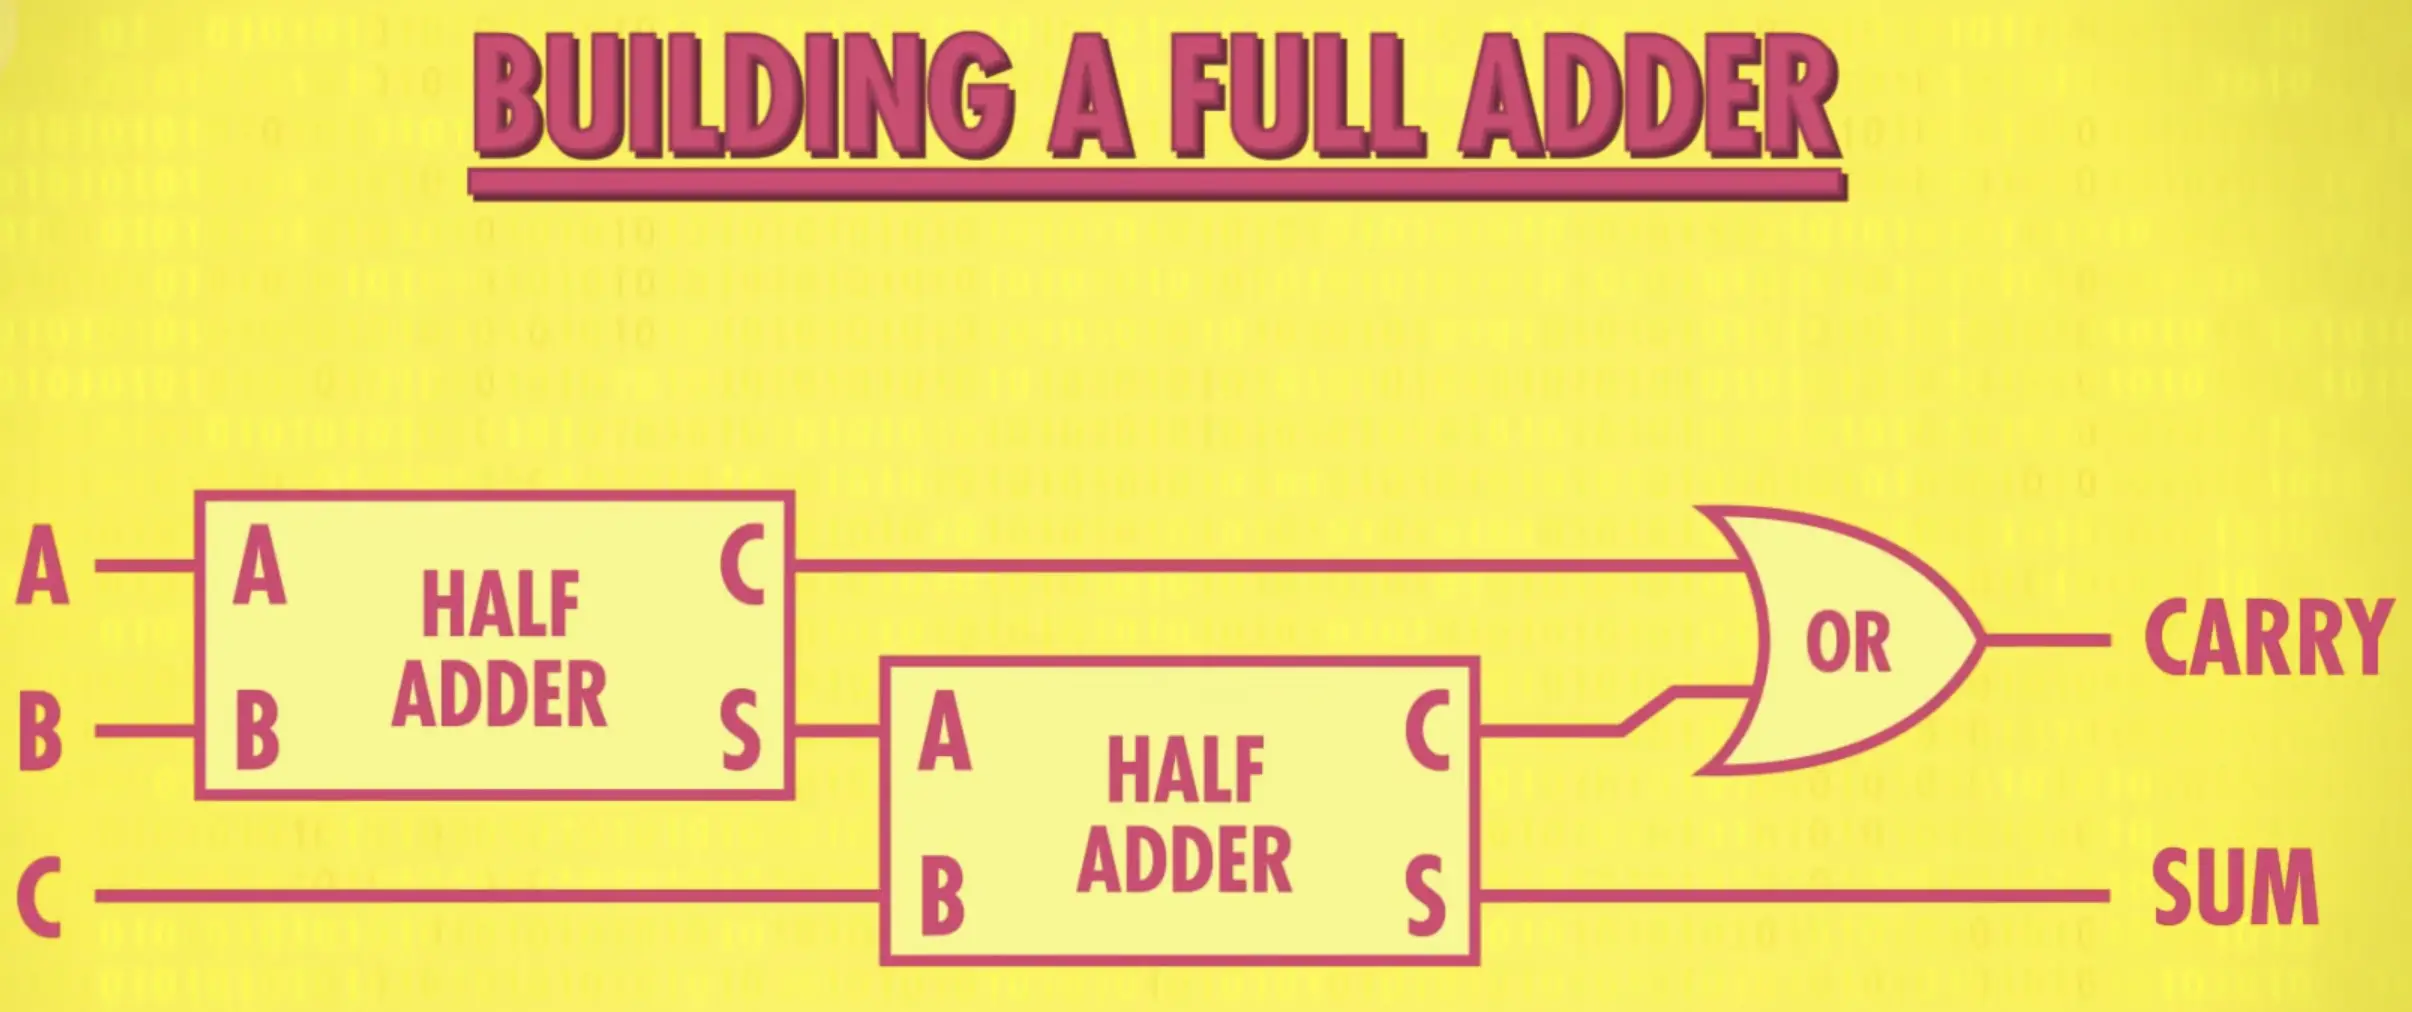 BUILDING A FULL ADDER
A
B
C
A
B
HALF
ADDER
C
S
A
B
HALF
ADDER
C
S
OR
CARRY
SUM